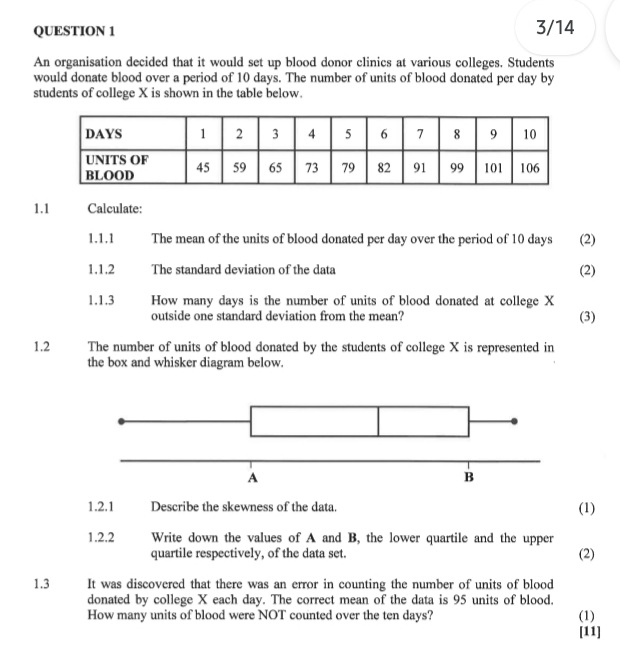 3/14
QUESTION 1
An organisation decided that it would set up blood donor clinics at various colleges. Students
would donate blood over a period of 10 days. The number of units of blood donated per day by
students of college X is shown in the table below.
DAYS 1 2 3 4 5 6 7 8 9 10
UNITS OF
BLOOD 45 59 65 73 79 82 91 99 101 106
1.1 Calculate:
1.1.1 The mean of the units of blood donated per day over the period of 10 days (2)
1.1.2 The standard deviation of the data (2)
1.1.3 How many days is the number of units of blood donated at college X
outside one standard deviation from the mean? (3)
1.2 The number of units of blood donated by the students of college X is represented in
the box and whisker diagram below.
A B
1.2.1 Describe the skewness of the data. (1)
1.2.2 Write down the values of A and B, the lower quartile and the upper
quartile respectively, of the data set. (2)
1.3 It was discovered that there was an error in counting the number of units of blood
donated by college X each day. The correct mean of the data is 95 units of blood.
How many units of blood were NOT counted over the ten days? (1)
[11]